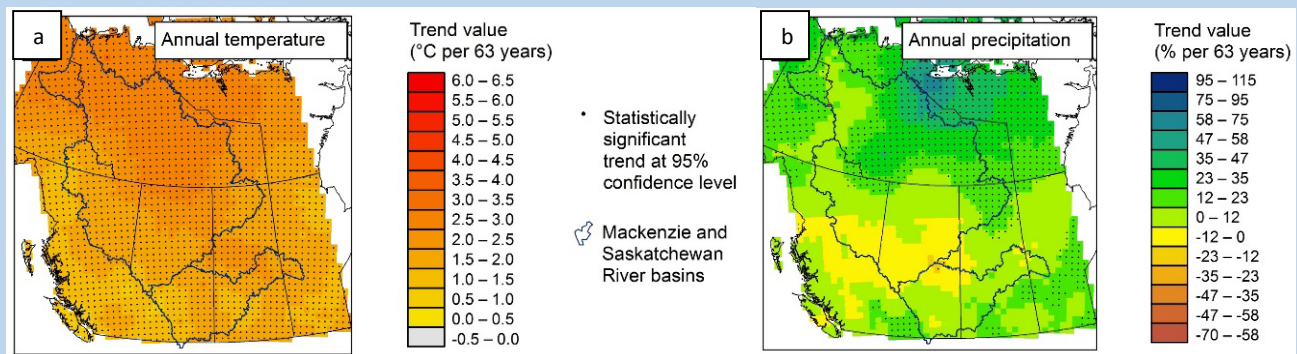 a
Annual temperature
Trend value
(°C per 63 years)
6.0 – 6.5
5.5 – 6.0
5.0 – 5.5
4.5 – 5.0
4.0 – 4.5
3.5 – 4.0
3.0 – 3.5
2.5 – 3.0
2.0 – 2.5
1.5 – 2.0
1.0 – 1.5
0.5 – 1.0
0.0 – 0.5
-0.5 – 0.0
• Statistically
significant
trend at 95%
confidence level
Mackenzie and
Saskatchewan
River basins
b
Annual precipitation
Trend value
(% per 63 years)
95 – 115
75 – 95
58 – 75
47 – 58
35 – 47
23 – 35
12 – 23
0 – 12
-12 – 0
-23 – -12
-35 – -23
-47 – -35
-58 – -47
-70 – -58